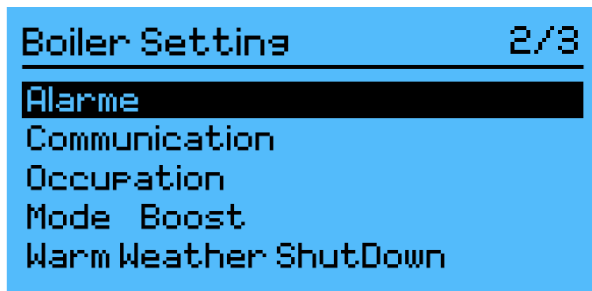 Boiler Setting 2/3
Alarme
Communication
Occupation
Mode Boost
Warm Weather ShutDown